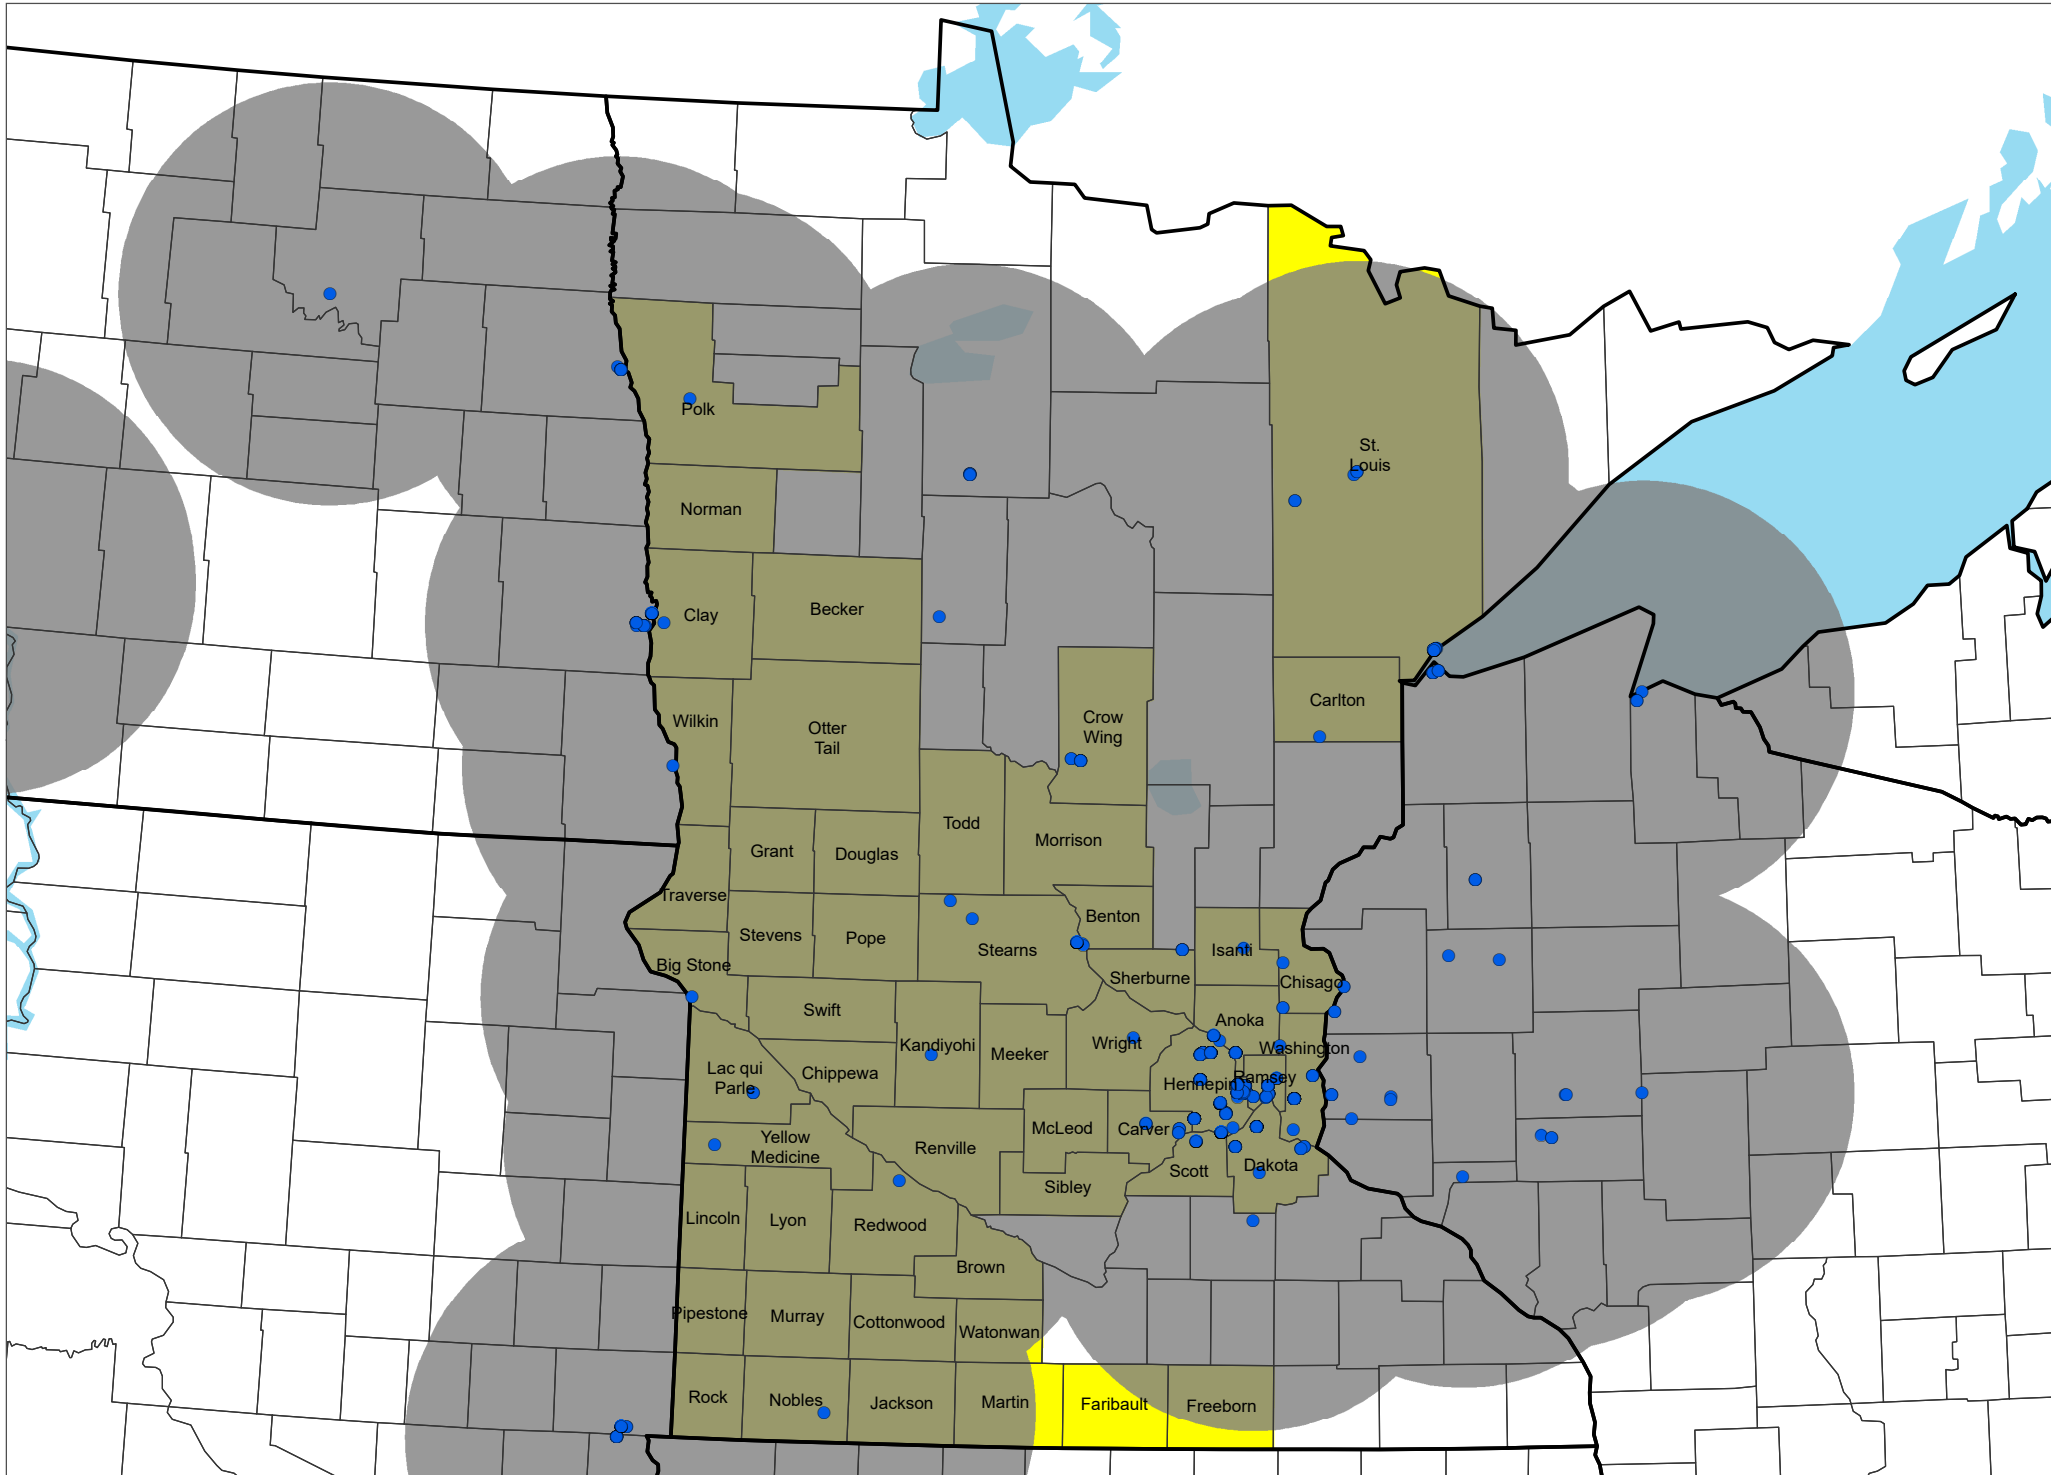 Polk
St.
Louis
Norman
Clay
Becker
Carlton
Wilkin
Otter
Tail
Crow
Wing
Todd
Morrison
Grant
Douglas
Traverse
Benton
Stevens
Pope
Stearns
Isanti
Big Stone
Sherburne
Chisago
Swift
Anoka
Kandiyohi
Meeker
Wright
Washington
Lac qui
Parle
Chippewa
Hennepin
Ramsey
McLeod
Carver
Yellow
Medicine
Renville
Scott
Dakota
Sibley
Lincoln
Lyon
Redwood
Brown
Pipestone
Murray
Cottonwood
Watonwan
Rock
Nobles
Jackson
Martin
Faribault
Freeborn